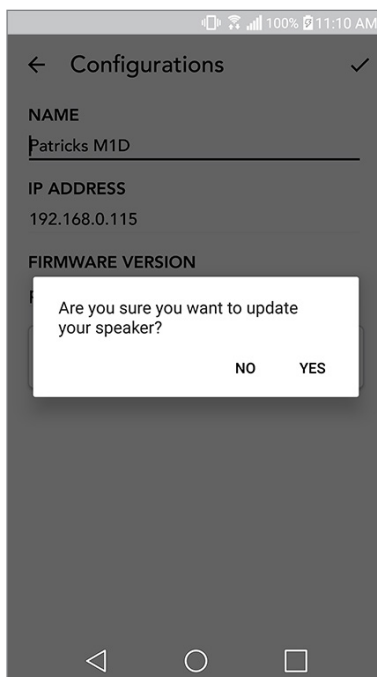 100% 11:10 AM
Configurations
NAME
Patricks M1D
IP ADDRESS
192.168.0.115
FIRMWARE VERSION
Are you sure you want to update
your speaker?
NO YES